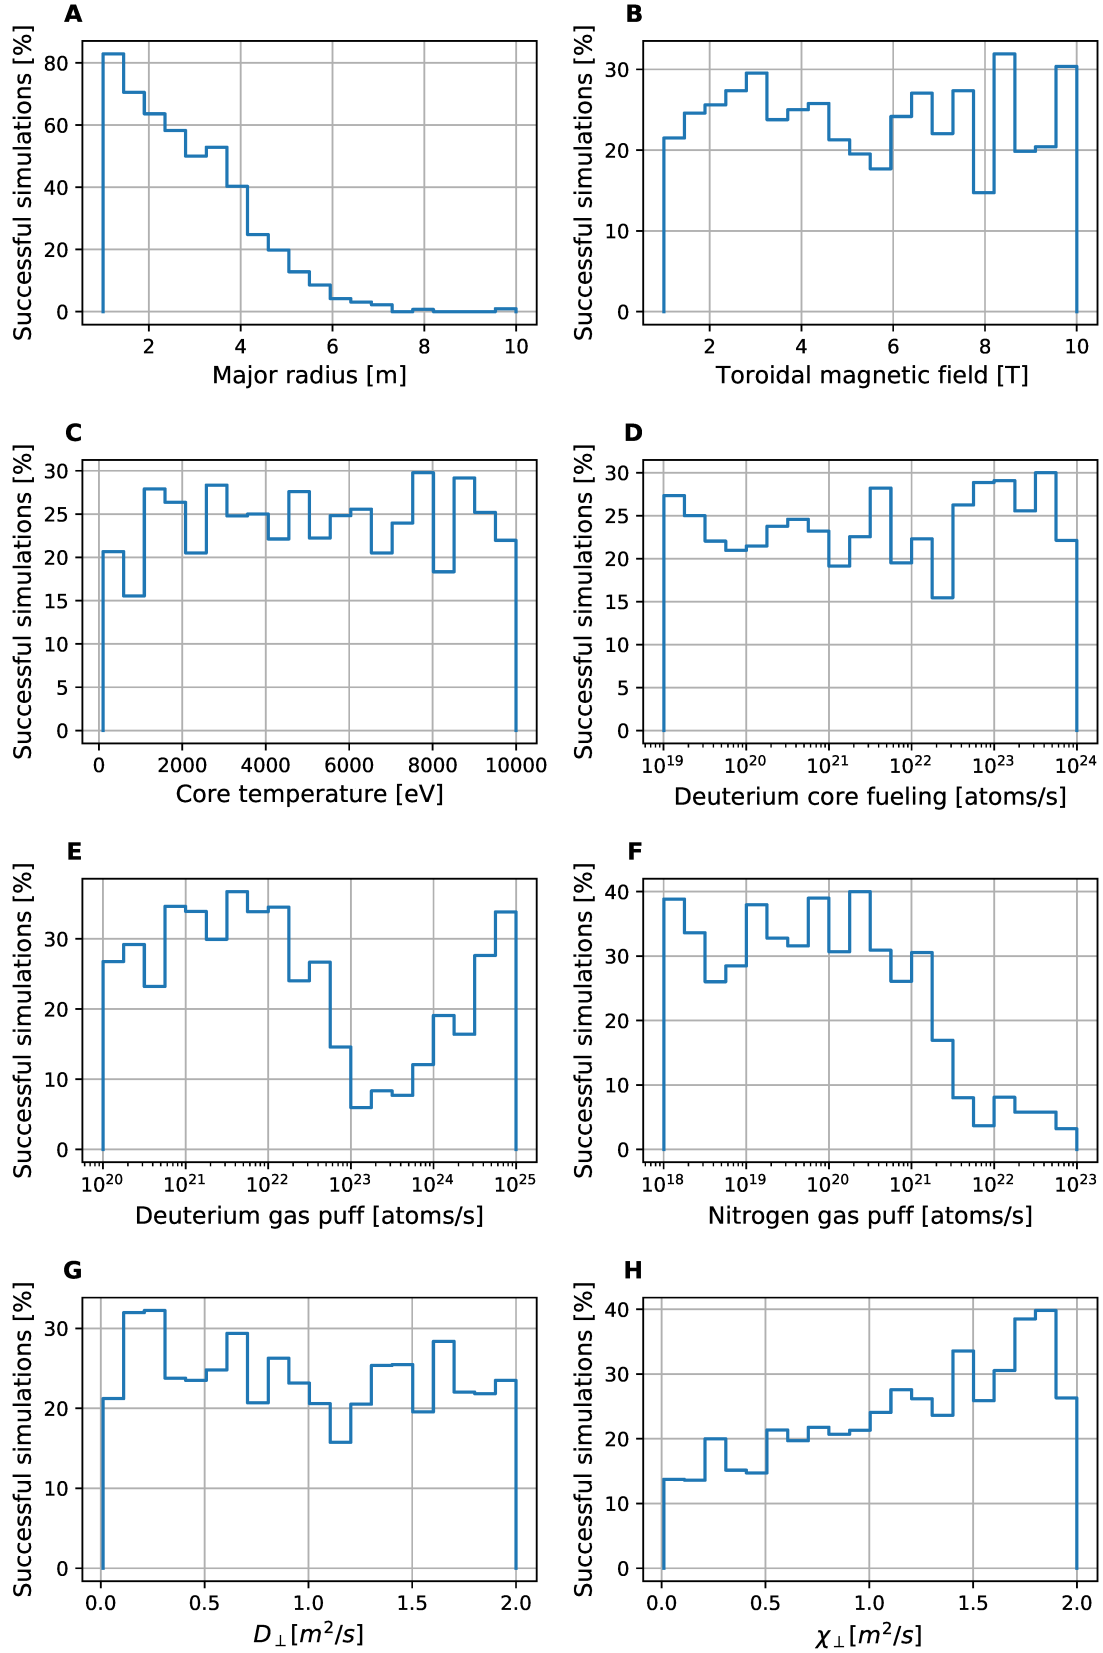 A
Successful simulations [%]
80
60
40
20
0
2 4 6 8 10
Major radius [m]
B
Successful simulations [%]
30
20
10
0
2 4 6 8 10
Toroidal magnetic field [T]
C
Successful simulations [%]
30
25
20
15
10
5
0
0 2000 4000 6000 8000 10000
Core temperature [eV]
D
Successful simulations [%]
30
25
20
15
10
5
0
10¹⁹ 10²⁰ 10²¹ 10²² 10²³ 10²⁴
Deuterium core fueling [atoms/s]
E
Successful simulations [%]
30
20
10
0
10²⁰ 10²¹ 10²² 10²³ 10²⁴ 10²⁵
Deuterium gas puff [atoms/s]
F
Successful simulations [%]
40
30
20
10
0
10¹⁸ 10¹⁹ 10²⁰ 10²¹ 10²² 10²³
Nitrogen gas puff [atoms/s]
G
Successful simulations [%]
30
20
10
0
0.0 0.5 1.0 1.5 2.0
D⊥[m²/s]
H
Successful simulations [%]
40
30
20
10
0
0.0 0.5 1.0 1.5 2.0
χ⊥[m²/s]